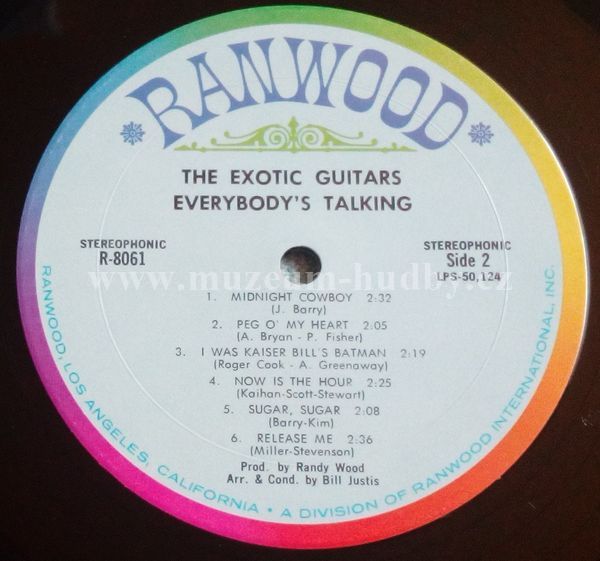 RANWOOD
THE EXOTIC GUITARS
EVERYBODY'S TALKING
STEREOPHONIC
R-8061
STEREOPHONIC
Side 2
LPS-50,124
www.muzeum-hudby.cz
1. MIDNIGHT COWBOY 2:32
(J. Barry)
2. PEG O' MY HEART 2:05
(A. Bryan - P. Fisher)
3. I WAS KAISER BILL'S BATMAN 2:19
(Roger Cook - A. Greenaway)
4. NOW IS THE HOUR 2:25
(Kaihan-Scott-Stewart)
5. SUGAR, SUGAR 2:08
(Barry-Kim)
6. RELEASE ME 2:36
(Miller-Stevenson)
Prod. by Randy Wood
Arr. & Cond. by Bill Justis
RANWOOD, LOS ANGELES, CALIFORNIA • A DIVISION OF RANWOOD INTERNATIONAL, INC.